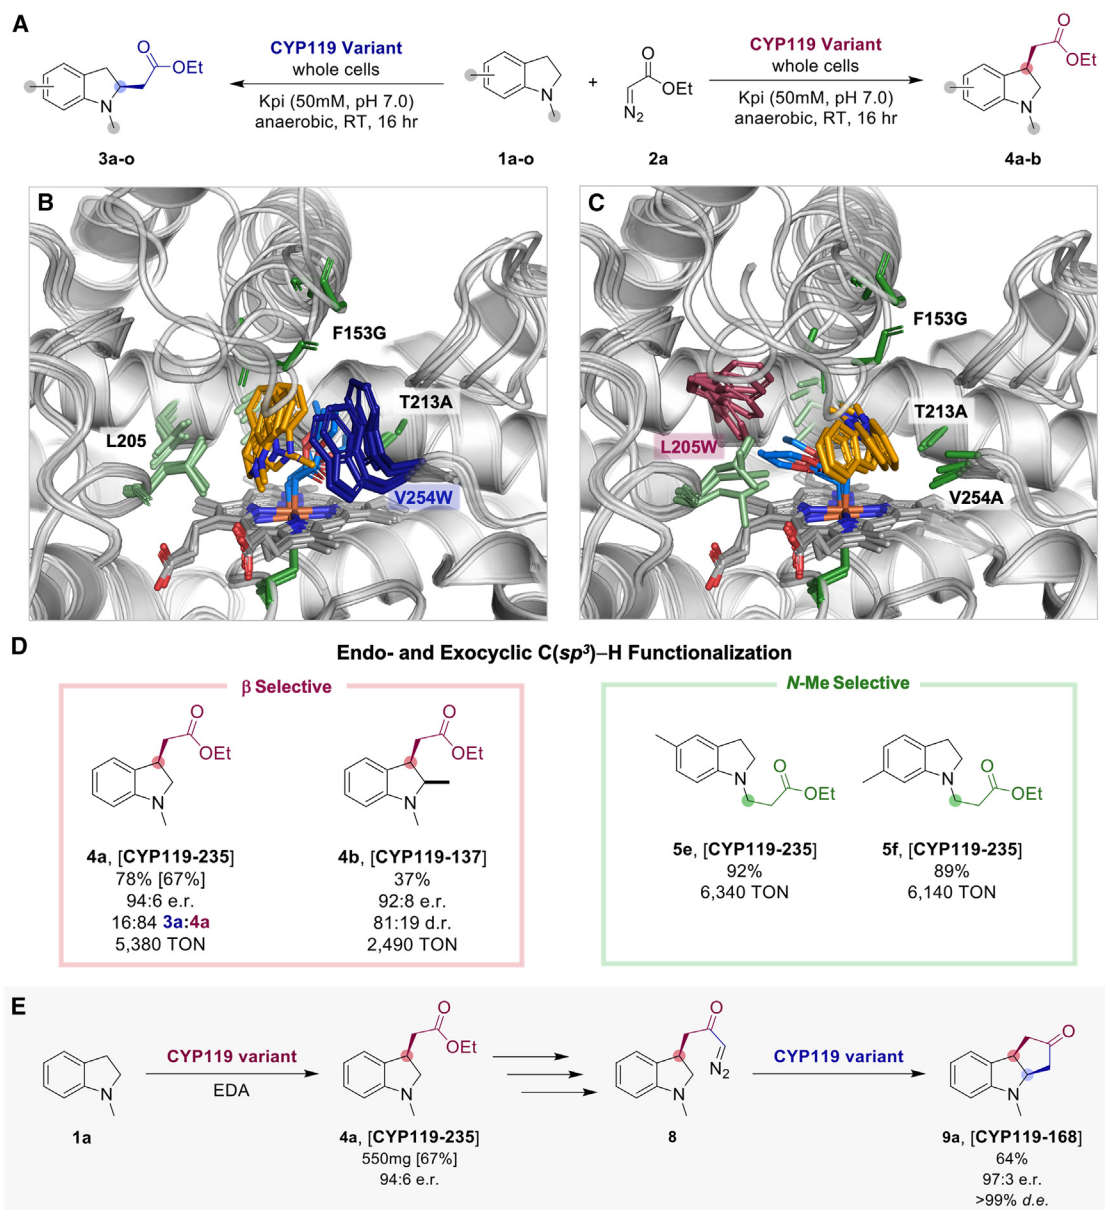 A
O
OEt
N
3a-o
CYP119 Variant
whole cells
Kpi (50mM, pH 7.0)
anaerobic, RT, 16 hr
N
1a-o
+
O
OEt
N2
2a
CYP119 Variant
whole cells
Kpi (50mM, pH 7.0)
anaerobic, RT, 16 hr
O
OEt
N
4a-b
B
F153G
T213A
L205
V254W
C
F153G
T213A
L205W
V254A
D
Endo- and Exocyclic C(sp³)–H Functionalization
β Selective
O
OEt
N
4a, [CYP119-235]
78% [67%]
94:6 e.r.
16:84 3a:4a
5,380 TON
O
OEt
N
4b, [CYP119-137]
37%
92:8 e.r.
81:19 d.r.
2,490 TON
N-Me Selective
N
O
OEt
5e, [CYP119-235]
92%
6,340 TON
N
O
OEt
5f, [CYP119-235]
89%
6,140 TON
E
N
1a
CYP119 variant
EDA
O
OEt
N
4a, [CYP119-235]
550mg [67%]
94:6 e.r.
O
N2
N
8
CYP119 variant
O
N
9a, [CYP119-168]
64%
97:3 e.r.
>99% d.e.